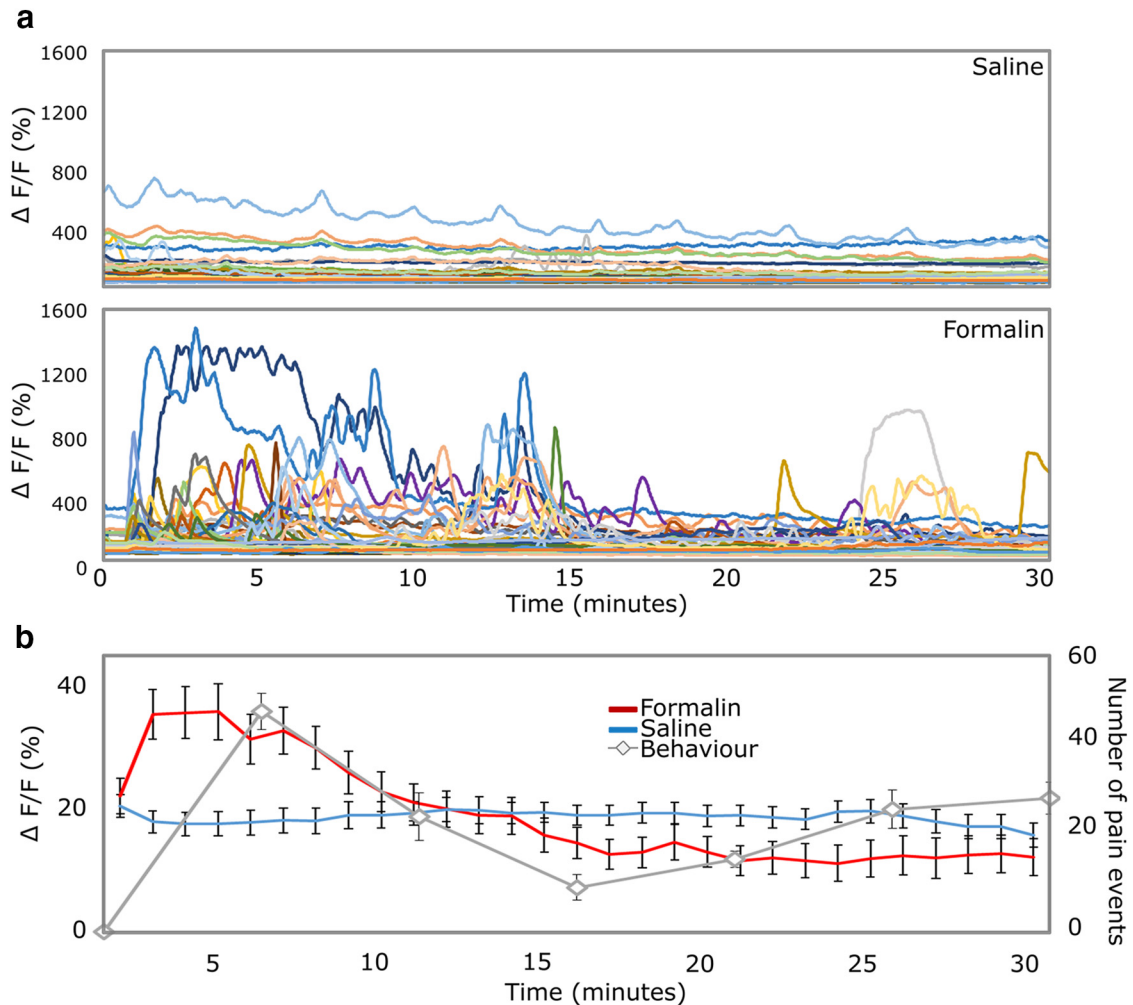 a
Saline
1600
1200
800
400
Δ F/F (%)
Formalin
1600
1200
800
400
0
Δ F/F (%)
0 5 10 15 20 25 30
Time (minutes)
b
40
20
0
Δ F/F (%)
Formalin
Saline
Behaviour
60
40
20
0
Number of pain events
5 10 15 20 25 30
Time (minutes)